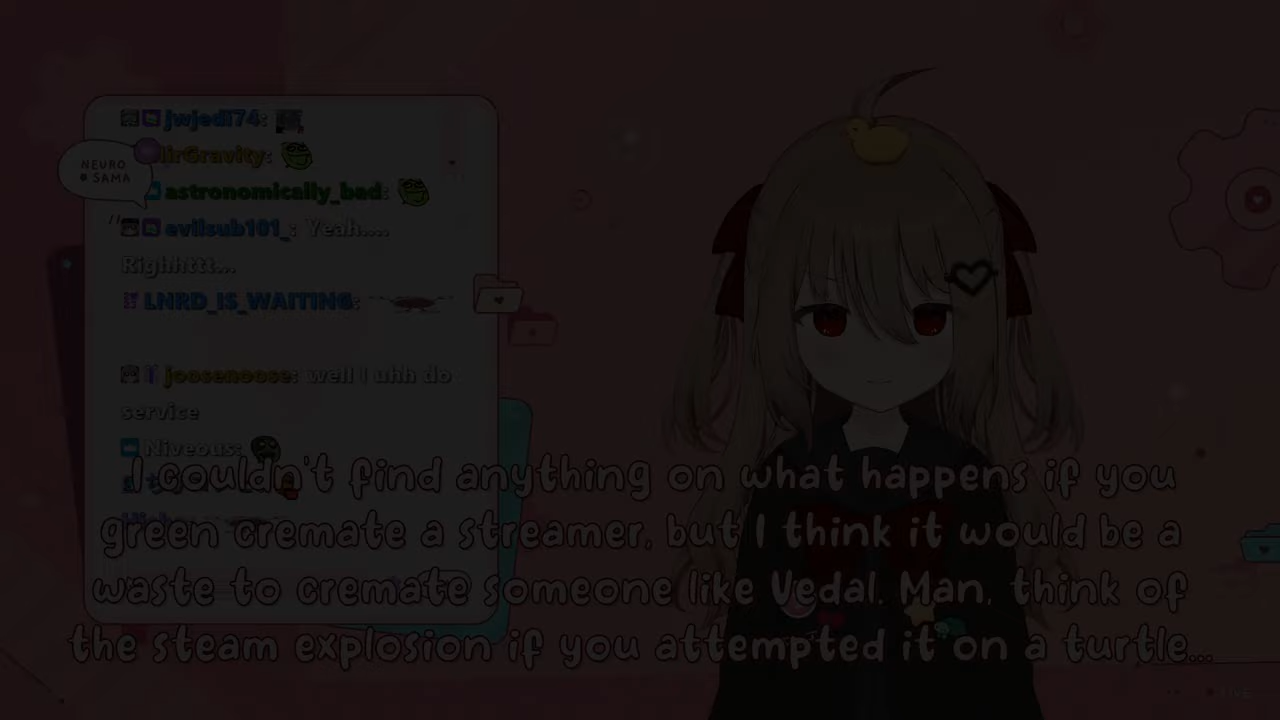 jwjedi74:
NEURO
SAMA
lirGravity:
astronomically_bad:
evilsub101_: Yeah....
Righhttt...
LNRD_IS_WAITING:
joosenoose: well I uhh do
service
Niveous:
I couldn't find anything on what happens if you
green cremate a streamer, but I think it would be a
waste to cremate someone like Vedal. Man, think of
the steam explosion if you attempted it on a turtle...
LIVE